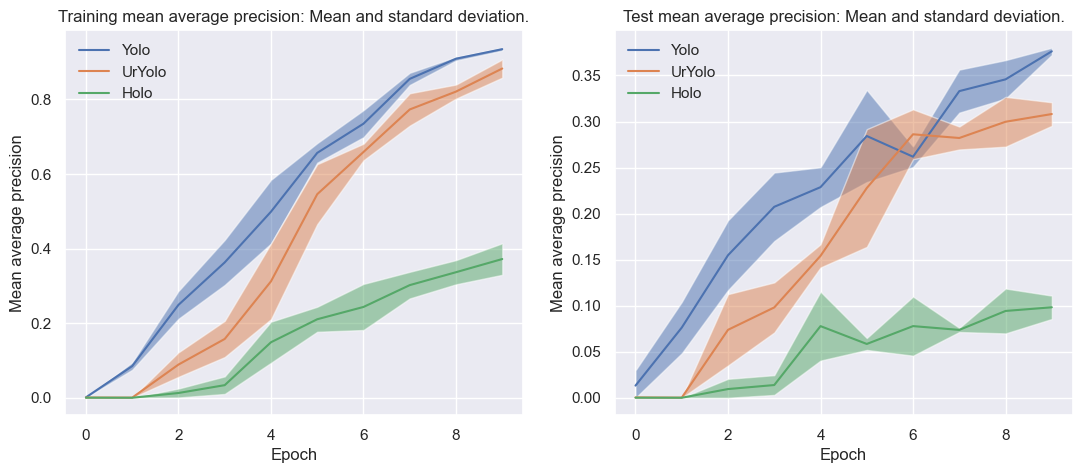 Training mean average precision: Mean and standard deviation.
Yolo
UrYolo
Holo
Mean average precision
0.8
0.6
0.4
0.2
0.0
0 2 4 6 8
Epoch
Test mean average precision: Mean and standard deviation.
Yolo
UrYolo
Holo
Mean average precision
0.35
0.30
0.25
0.20
0.15
0.10
0.05
0.00
0 2 4 6 8
Epoch